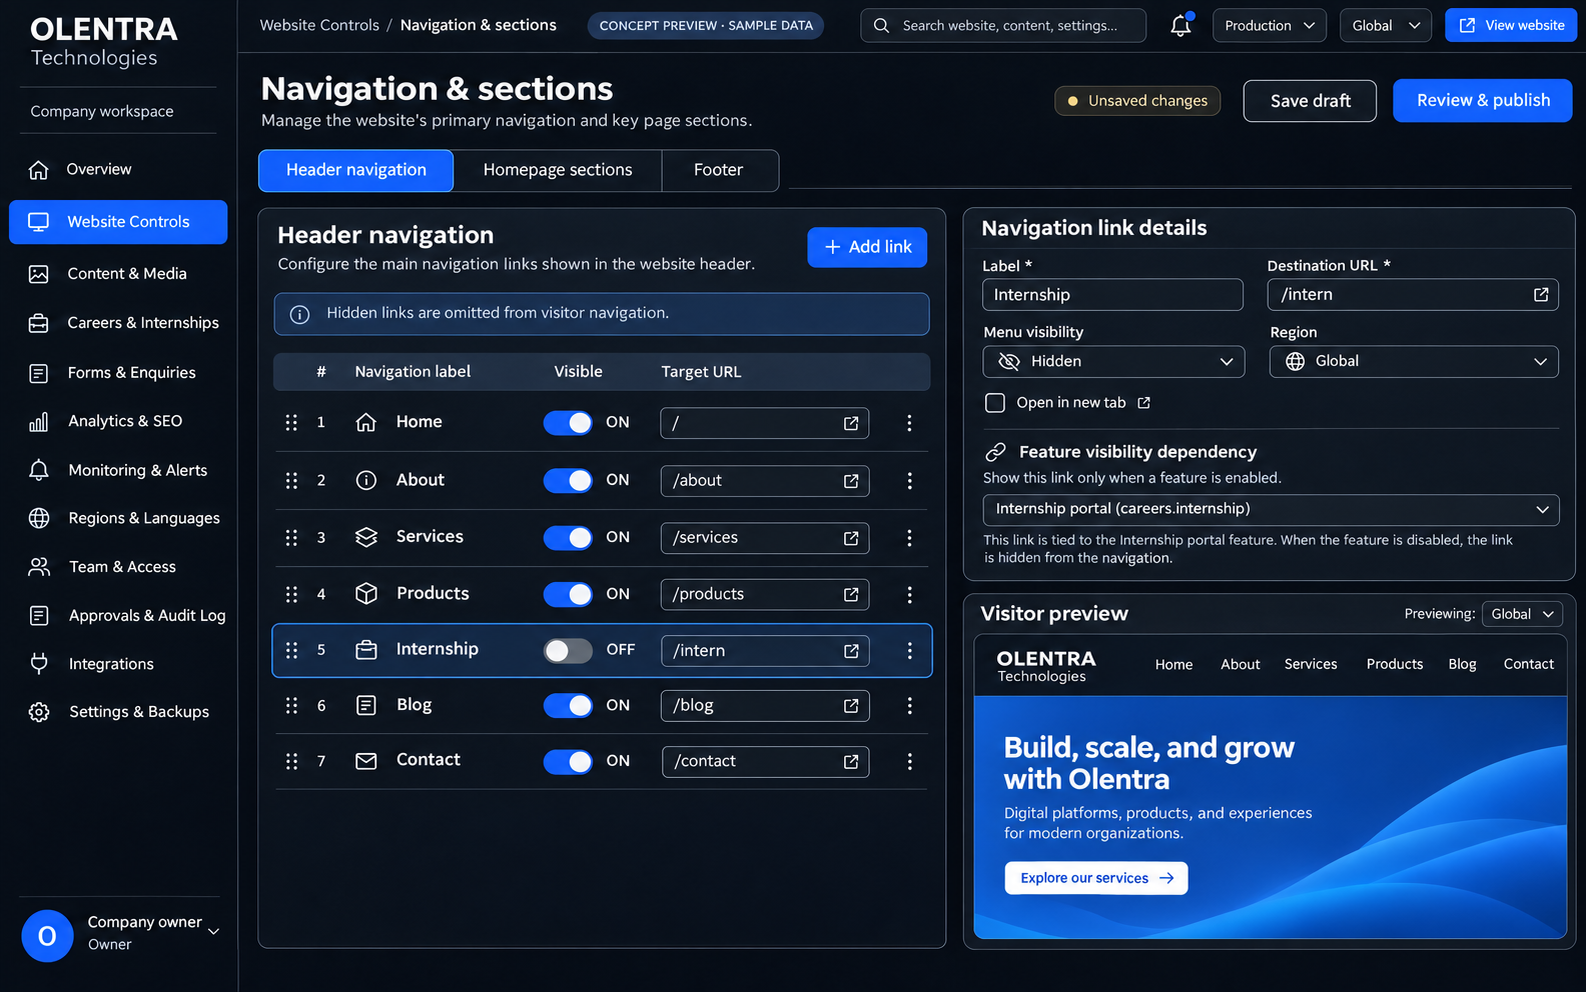 OLENTRA
Technologies
Company workspace
Overview
Website Controls
Content & Media
Careers & Internships
Forms & Enquiries
Analytics & SEO
Monitoring & Alerts
Regions & Languages
Team & Access
Approvals & Audit Log
Integrations
Settings & Backups
O
Company owner
Owner
Website Controls / Navigation & sections
CONCEPT PREVIEW · SAMPLE DATA
Search website, content, settings...
Production
Global
View website
Navigation & sections
Manage the website's primary navigation and key page sections.
Unsaved changes
Save draft
Review & publish
Header navigation
Homepage sections
Footer
Header navigation
Configure the main navigation links shown in the website header.
+ Add link
Hidden links are omitted from visitor navigation.
# Navigation label Visible Target URL
1 Home ON /
2 About ON /about
3 Services ON /services
4 Products ON /products
5 Internship OFF /intern
6 Blog ON /blog
7 Contact ON /contact
Navigation link details
Label * Destination URL *
Internship /intern
Menu visibility Region
Hidden Global
Open in new tab
Feature visibility dependency
Show this link only when a feature is enabled.
Internship portal (careers.internship)
This link is tied to the Internship portal feature. When the feature is disabled, the link
is hidden from the navigation.
Visitor preview
Previewing: Global
OLENTRA
Technologies
Home About Services Products Blog Contact
Build, scale, and grow
with Olentra
Digital platforms, products, and experiences
for modern organizations.
Explore our services →